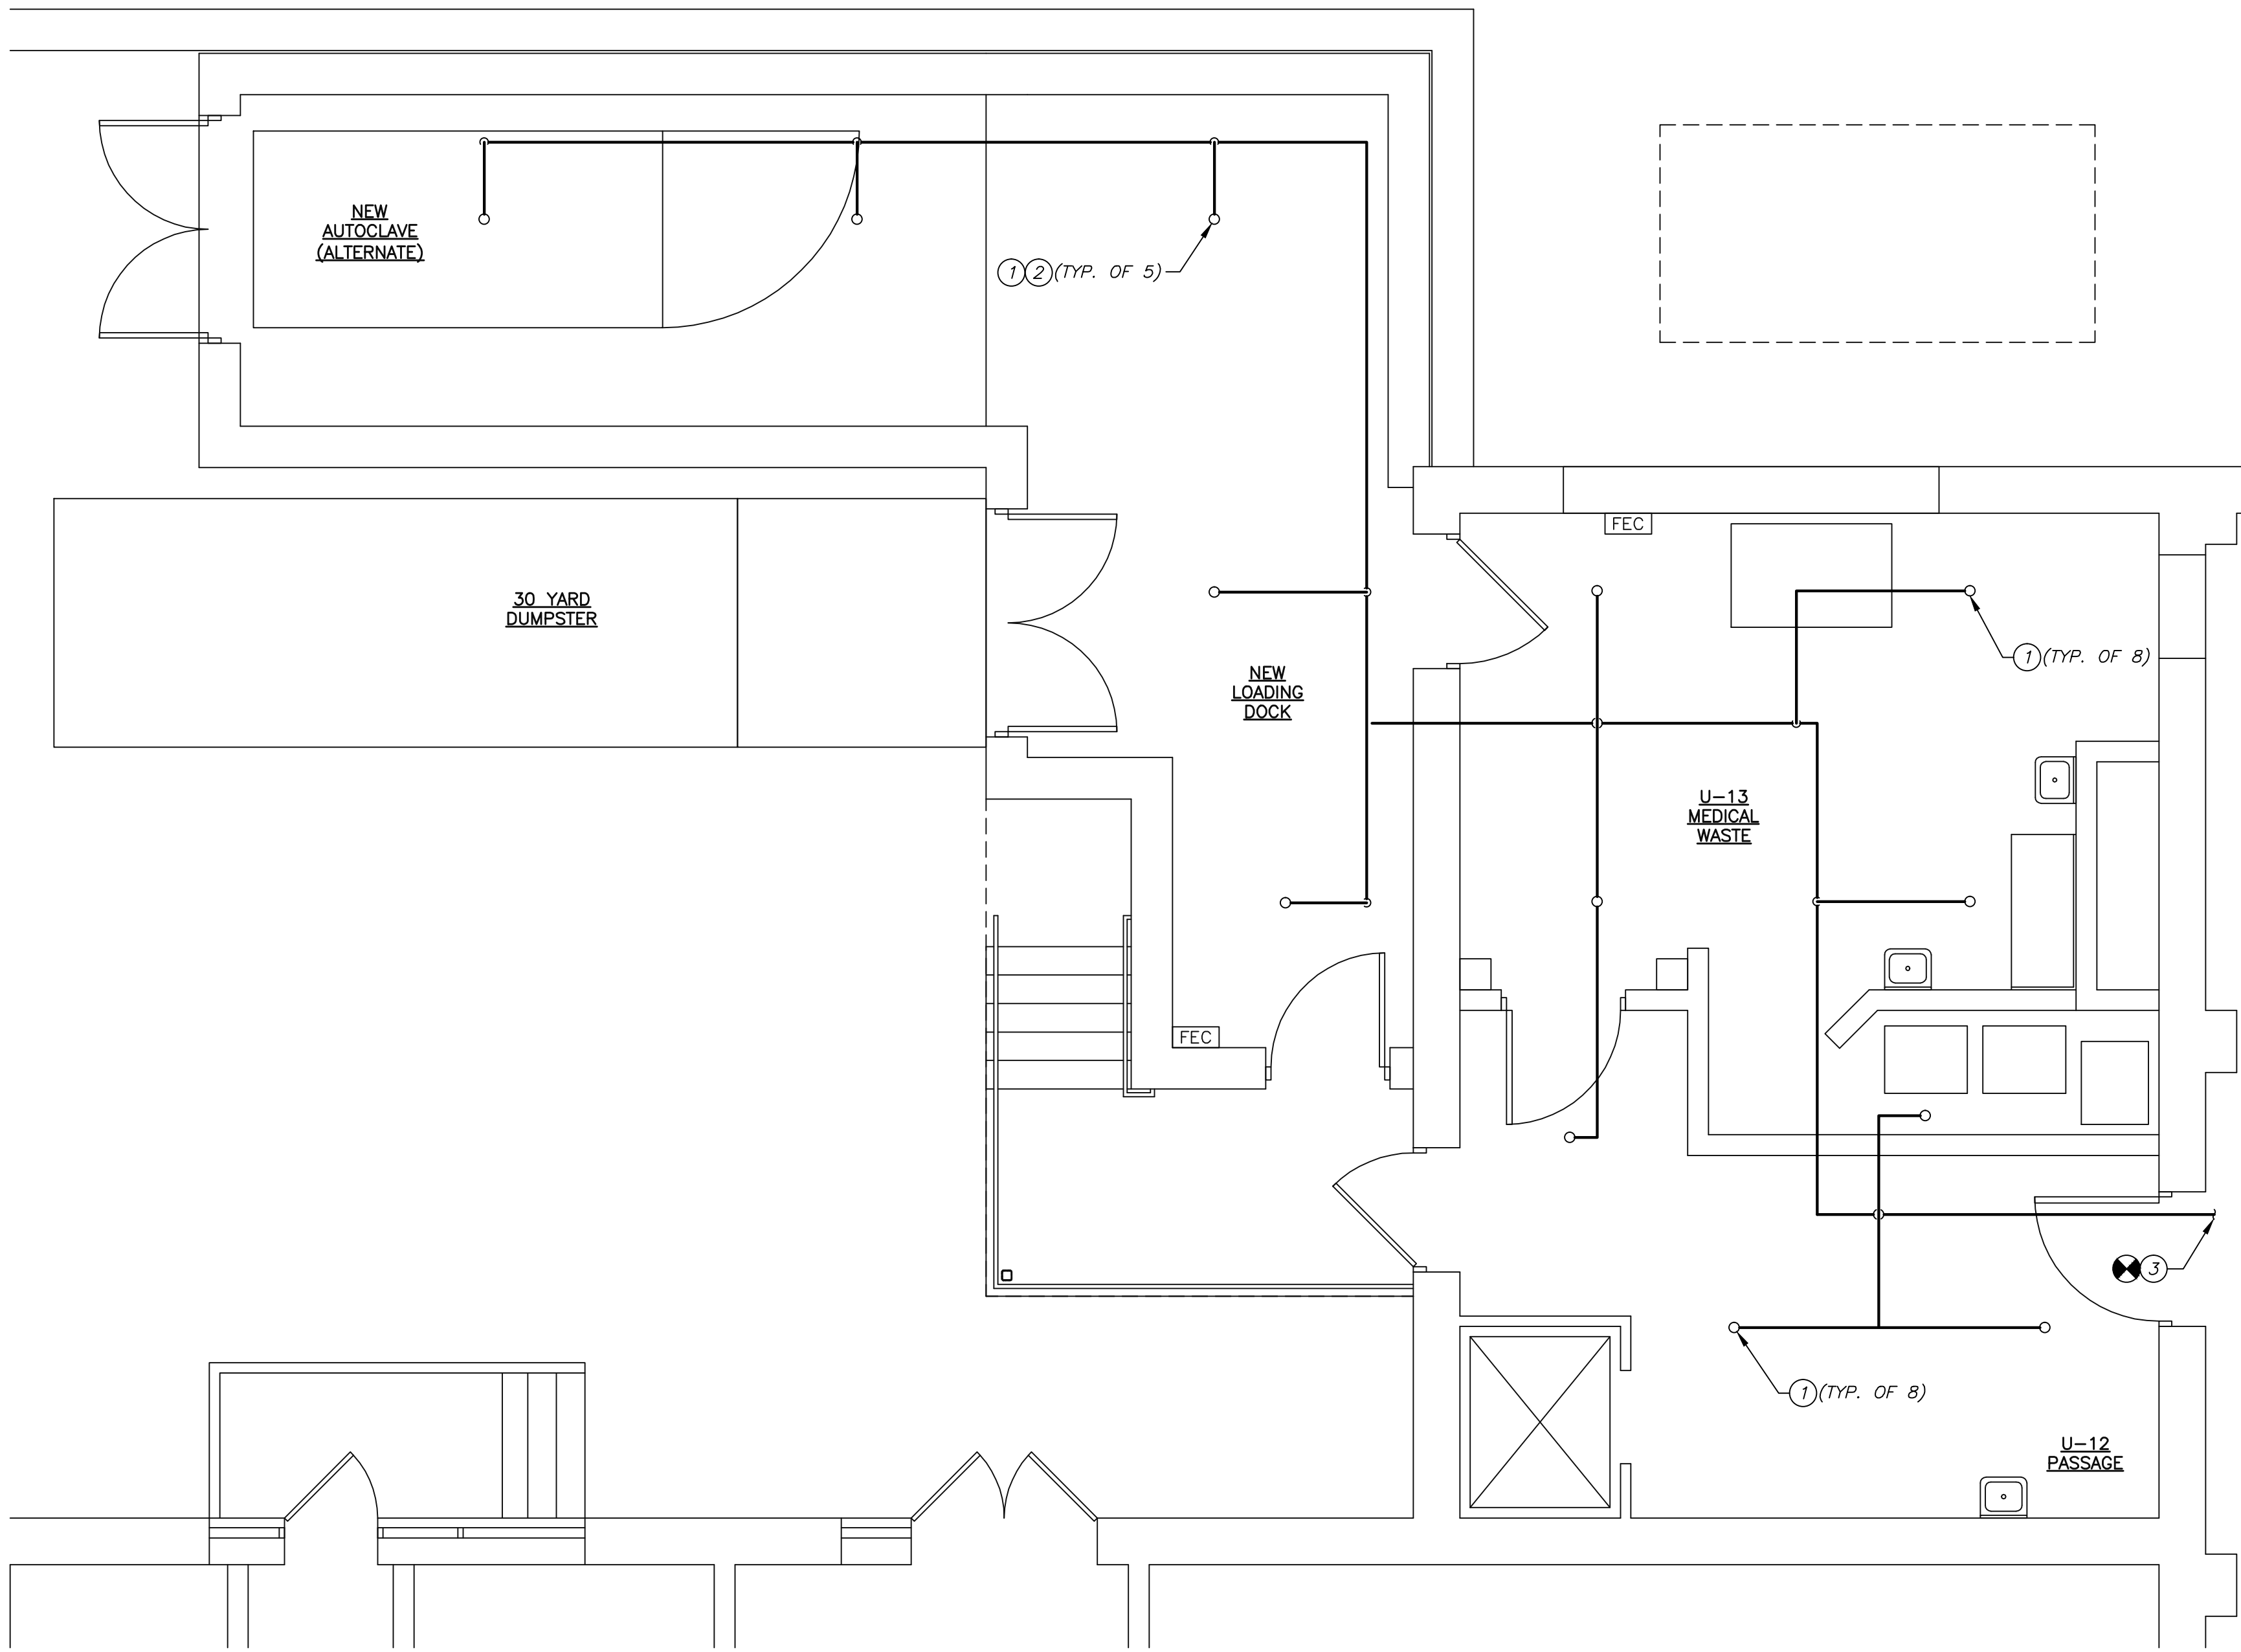 NEW
AUTOCLAVE
(ALTERNATE)
1 2 (TYP. OF 5)
FEC
30 YARD
DUMPSTER
1 (TYP. OF 8)
NEW
LOADING
DOCK
U-13
MEDICAL
WASTE
FEC
3
1 (TYP. OF 8)
U-12
PASSAGE